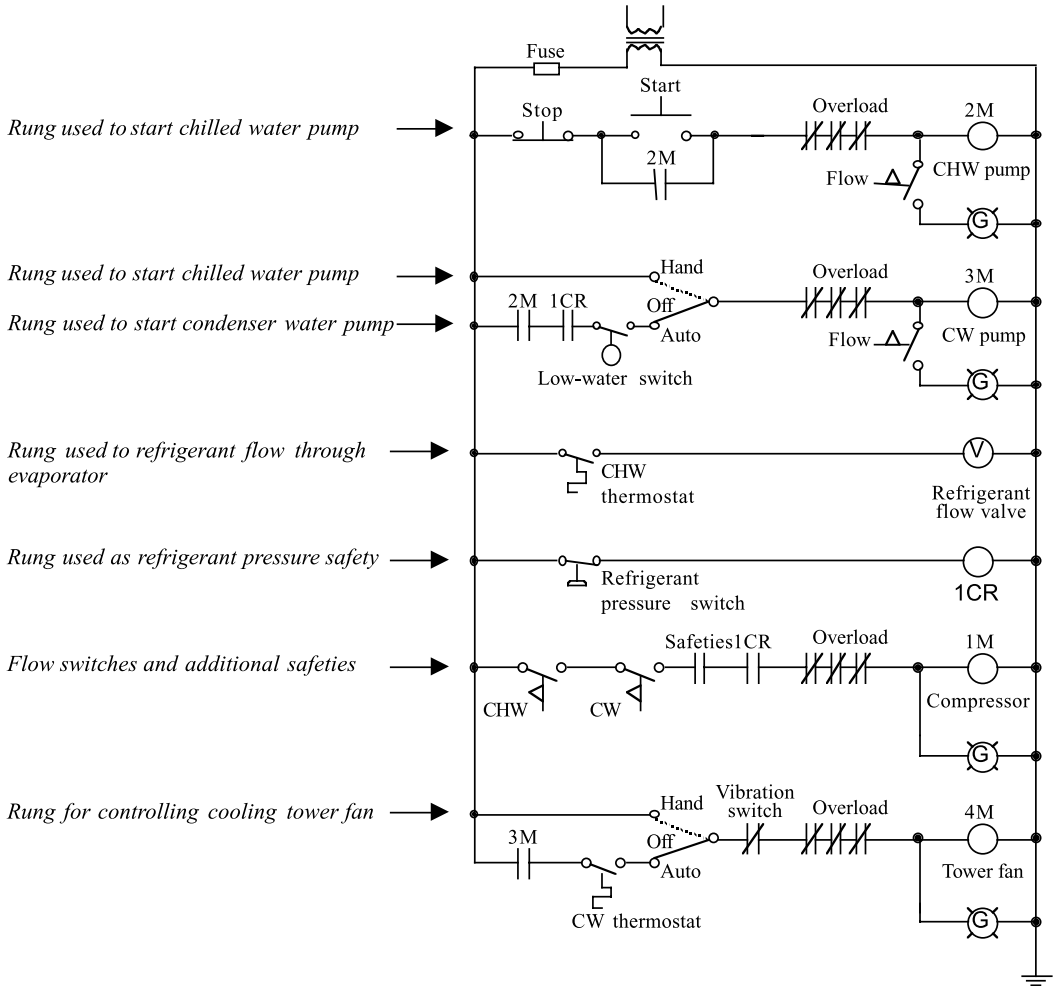 Fuse
Start
Rung used to start chilled water pump
Stop
Overload
2M
2M
CHW pump
Flow
G
Rung used to start chilled water pump
Hand
Overload
3M
Rung used to start condenser water pump
2M 1CR
Off
Auto
Flow
CW pump
Low-water switch
G
Rung used to refrigerant flow through
evaporator
V
CHW
thermostat
Refrigerant
flow valve
Rung used as refrigerant pressure safety
Refrigerant
pressure switch
1CR
Flow switches and additional safeties
Safeties1CR
Overload
1M
CHW
CW
Compressor
G
Rung for controlling cooling tower fan
Hand
Vibration
switch
Overload
4M
3M
Off
Auto
Tower fan
CW thermostat
G